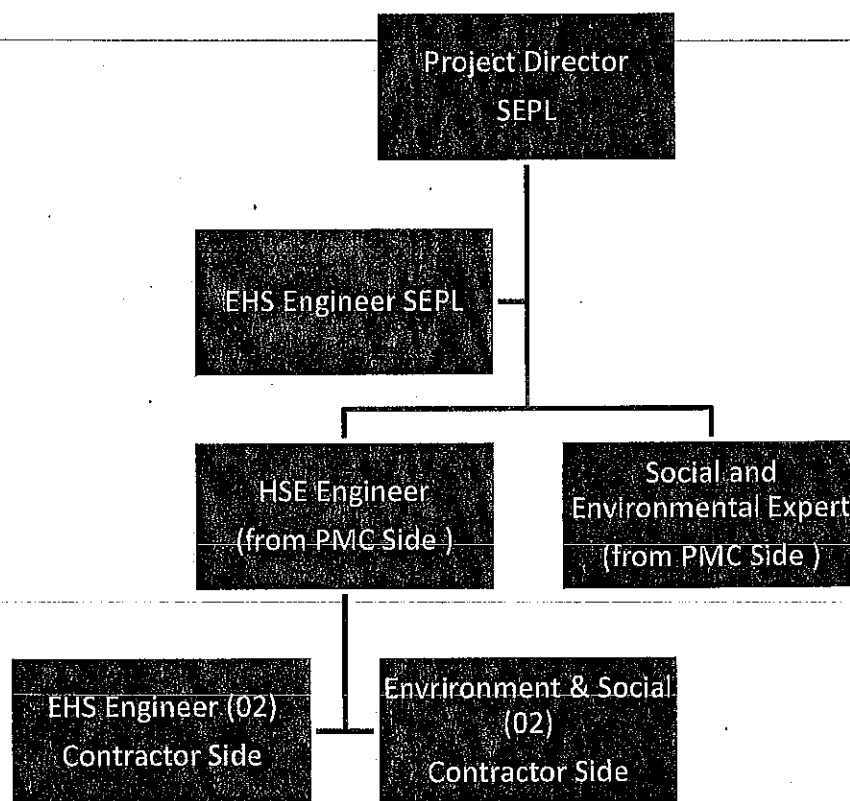 Project Director
SEPL
EHS Engineer SEPL
HSE Engineer
(from PMC Side )
Social and
Environmental Expert
(from PMC Side )
EHS Engineer (02)
Contractor Side
Envrironment & Social
(02)
Contractor Side